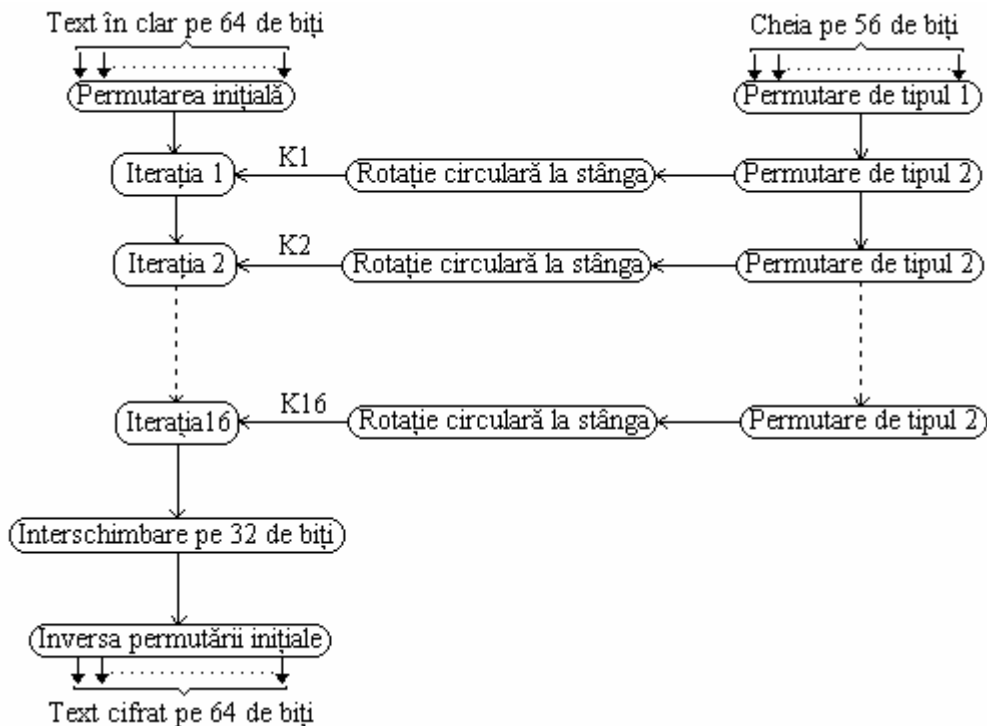 Text în clar pe 64 de biți
Cheia pe 56 de biți
Permutarea inițială
Permutare de tipul 1
Iterația 1
K1
Rotație circulară la stânga
Permutare de tipul 2
Iterația 2
K2
Rotație circulară la stânga
Permutare de tipul 2
Iterația16
K16
Rotație circulară la stânga
Permutare de tipul 2
Interschimbare pe 32 de biți
Inversa permutării inițiale
Text cifrat pe 64 de biți